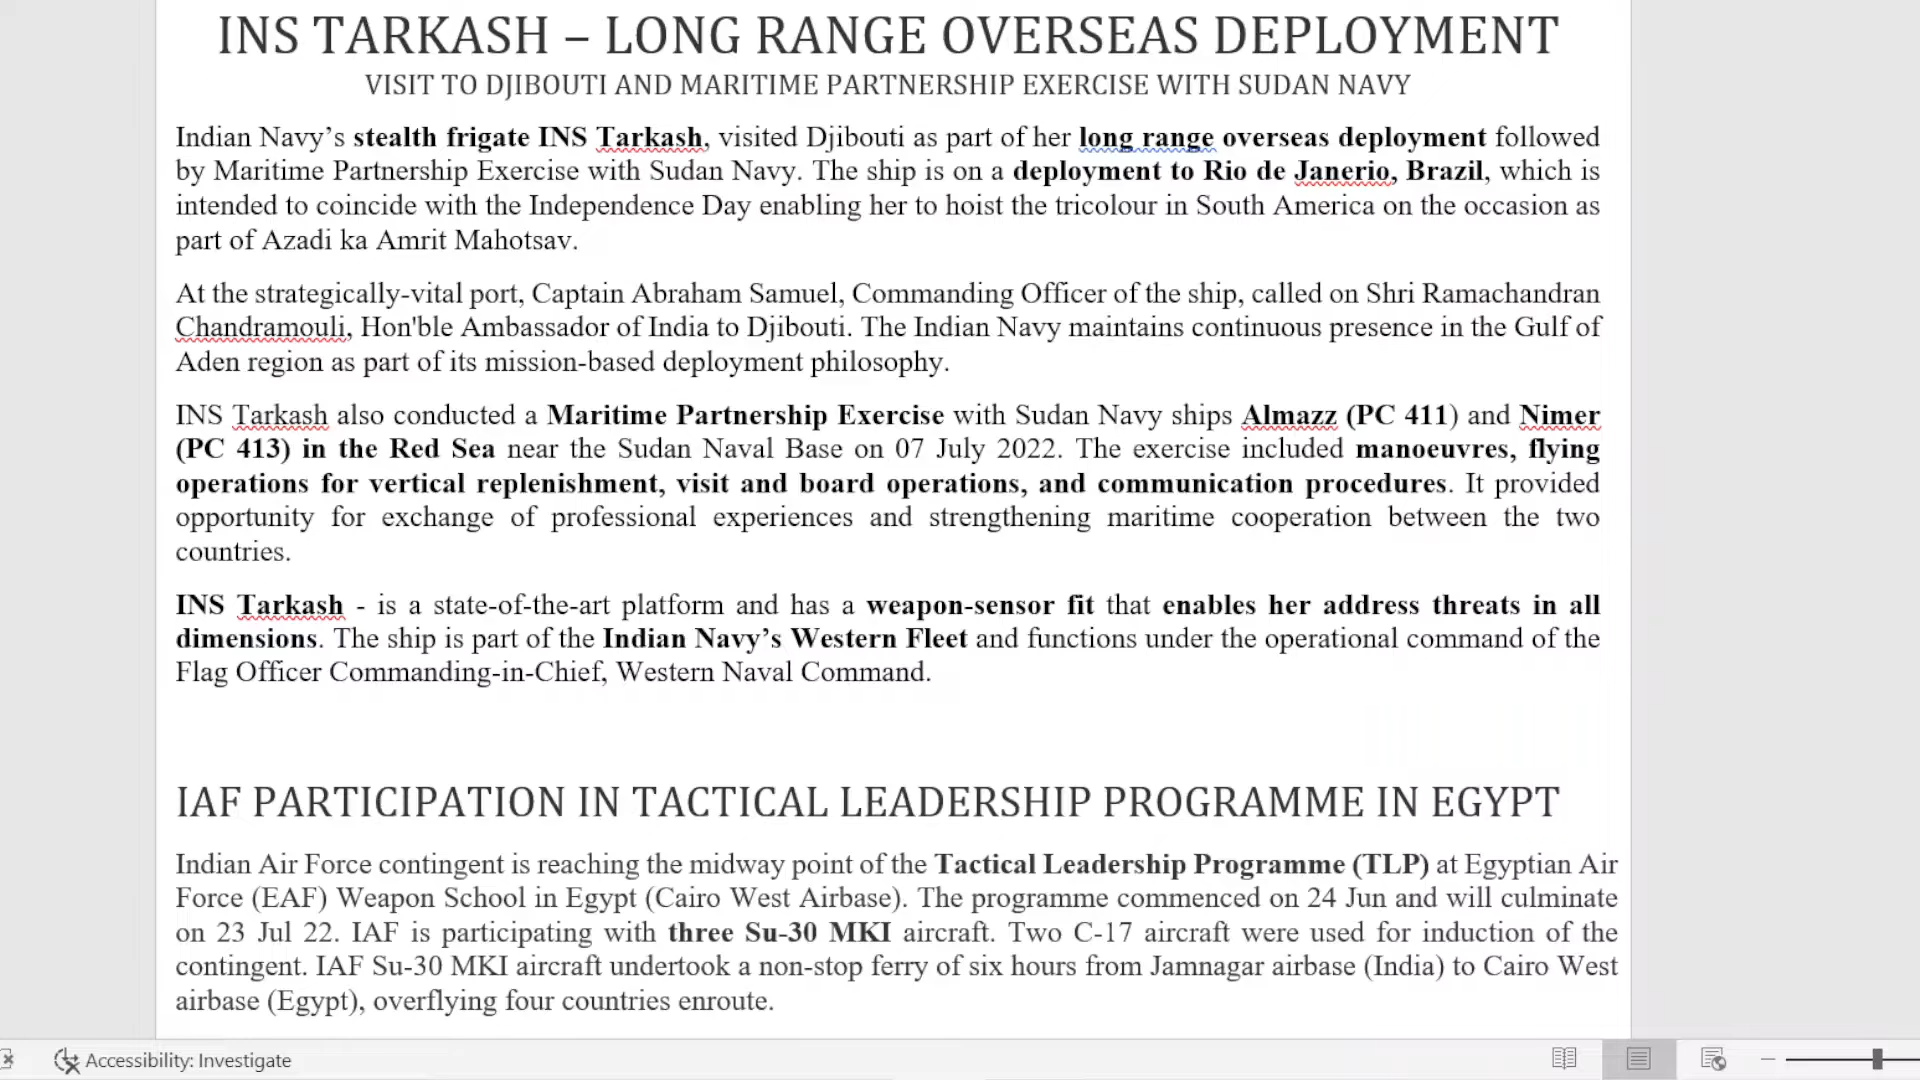 INS TARKASH – LONG RANGE OVERSEAS DEPLOYMENT
VISIT TO DJIBOUTI AND MARITIME PARTNERSHIP EXERCISE WITH SUDAN NAVY
Indian Navy’s stealth frigate INS Tarkash, visited Djibouti as part of her long range overseas deployment followed
by Maritime Partnership Exercise with Sudan Navy. The ship is on a deployment to Rio de Janerio, Brazil, which is
intended to coincide with the Independence Day enabling her to hoist the tricolour in South America on the occasion as
part of Azadi ka Amrit Mahotsav.
At the strategically-vital port, Captain Abraham Samuel, Commanding Officer of the ship, called on Shri Ramachandran
Chandramouli, Hon'ble Ambassador of India to Djibouti. The Indian Navy maintains continuous presence in the Gulf of
Aden region as part of its mission-based deployment philosophy.
INS Tarkash also conducted a Maritime Partnership Exercise with Sudan Navy ships Almazz (PC 411) and Nimer
(PC 413) in the Red Sea near the Sudan Naval Base on 07 July 2022. The exercise included manoeuvres, flying
operations for vertical replenishment, visit and board operations, and communication procedures. It provided
opportunity for exchange of professional experiences and strengthening maritime cooperation between the two
countries.
INS Tarkash - is a state-of-the-art platform and has a weapon-sensor fit that enables her address threats in all
dimensions. The ship is part of the Indian Navy’s Western Fleet and functions under the operational command of the
Flag Officer Commanding-in-Chief, Western Naval Command.
IAF PARTICIPATION IN TACTICAL LEADERSHIP PROGRAMME IN EGYPT
Indian Air Force contingent is reaching the midway point of the Tactical Leadership Programme (TLP) at Egyptian Air
Force (EAF) Weapon School in Egypt (Cairo West Airbase). The programme commenced on 24 Jun and will culminate
on 23 Jul 22. IAF is participating with three Su-30 MKI aircraft. Two C-17 aircraft were used for induction of the
contingent. IAF Su-30 MKI aircraft undertook a non-stop ferry of six hours from Jamnagar airbase (India) to Cairo West
airbase (Egypt), overflying four countries enroute.
Accessibility: Investigate